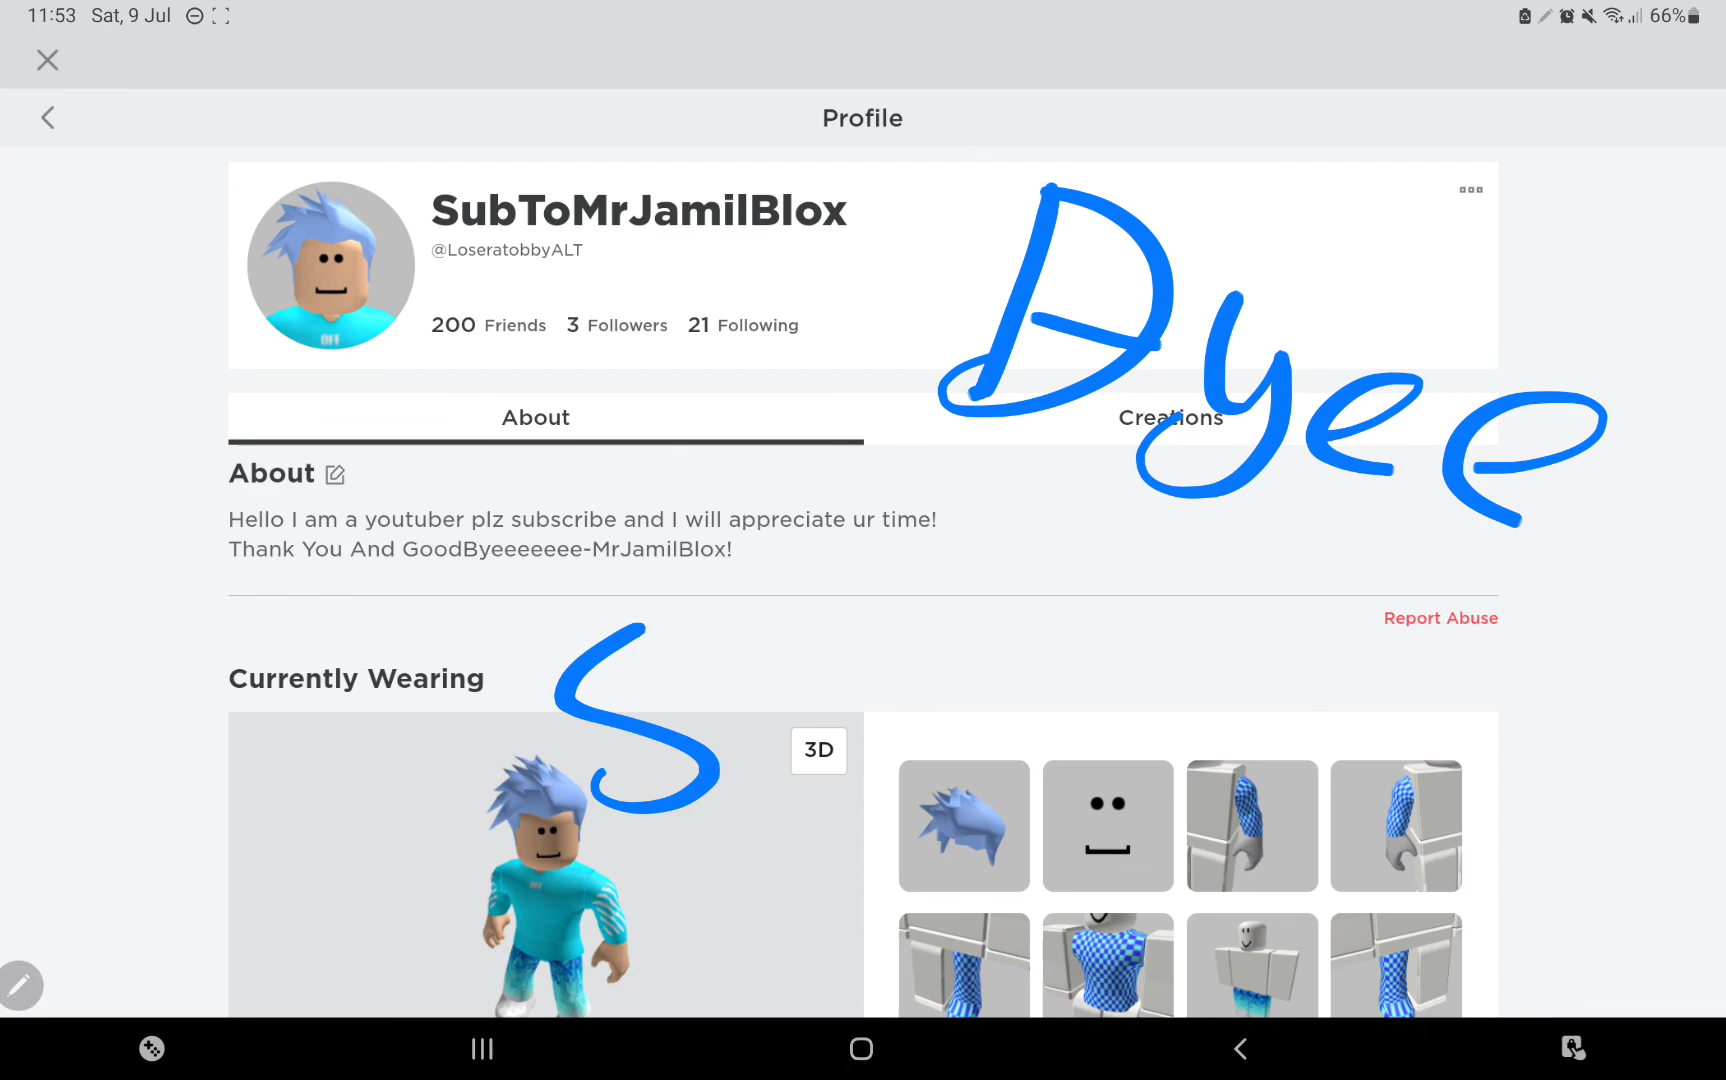 11:53 Sat, 9 Jul 66%
Profile
SubToMrJamilBlox
@LoseratobbyALT
200 Friends 3 Followers 21 Following
Byee
About Creations
About
Hello I am a youtuber plz subscribe and I will appreciate ur time!
Thank You And GoodByeeeeeee-MrJamilBlox!
Report Abuse
Currently Wearing
S
3D
OFF